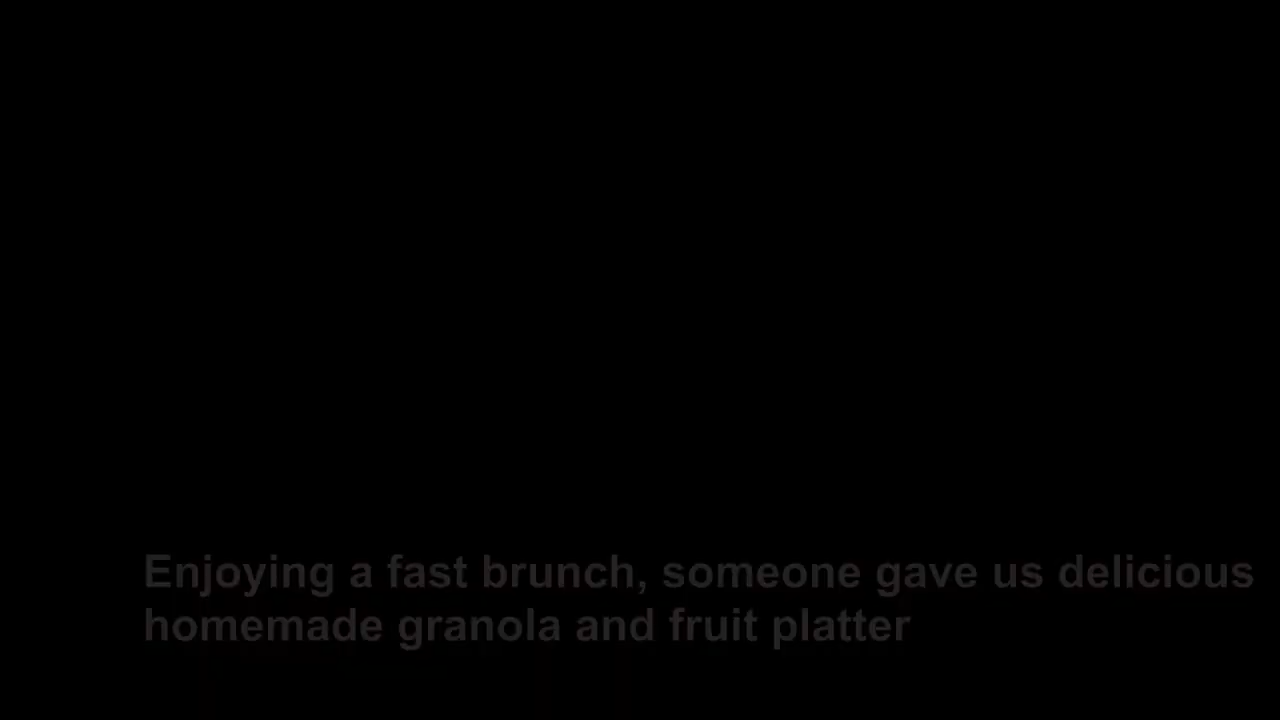 Enjoying a fast brunch, someone gave us delicious
homemade granola and fruit platter